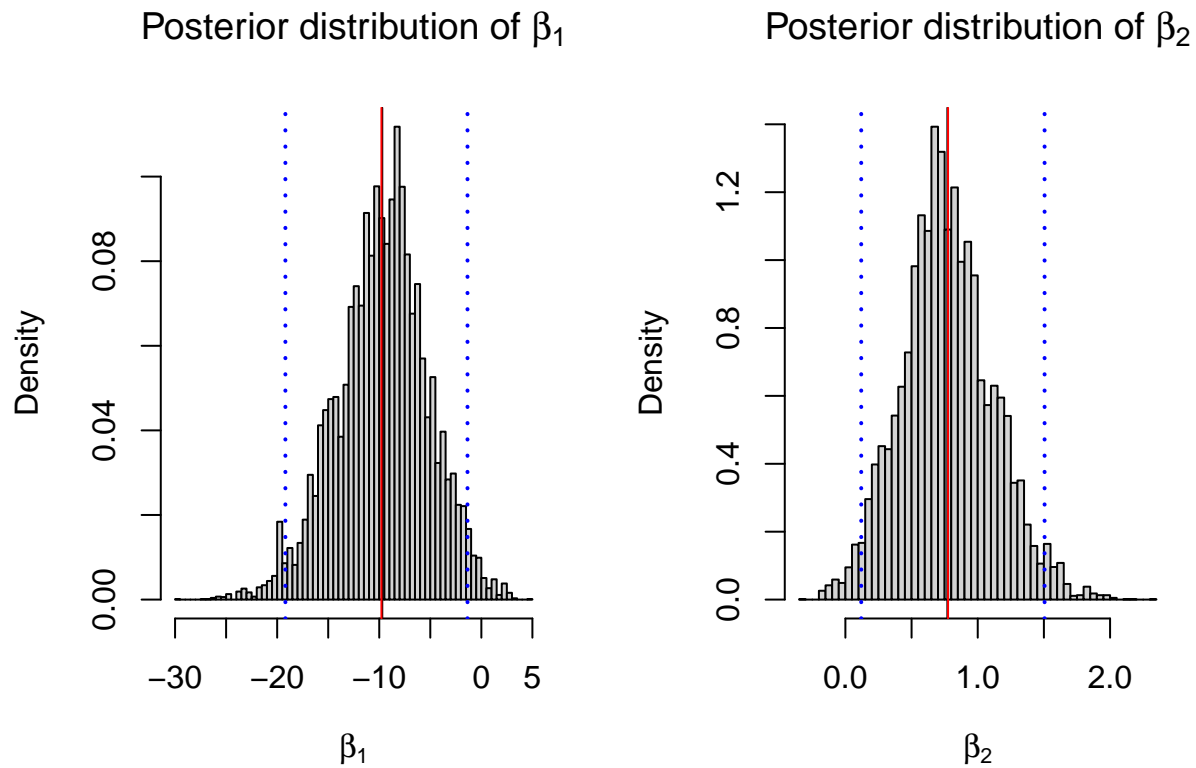 Posterior distribution of β₁
Density
0.00
0.04
0.08
−30
−20
−10
0
5
β₁
Posterior distribution of β₂
Density
0.0
0.4
0.8
1.2
0.0
1.0
2.0
β₂